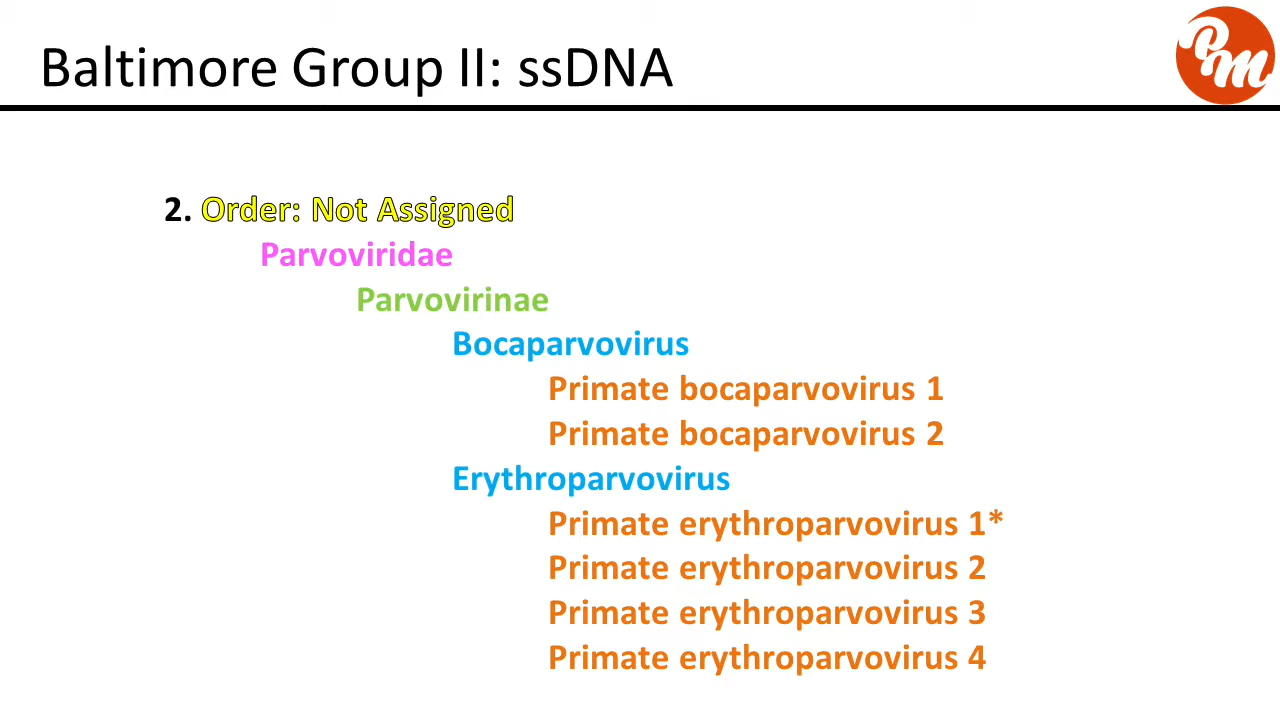 Baltimore Group II: ssDNA
PM
2. Order: Not Assigned
Parvoviridae
Parvovirinae
Bocaparvovirus
Primate bocaparvovirus 1
Primate bocaparvovirus 2
Erythroparvovirus
Primate erythroparvovirus 1*
Primate erythroparvovirus 2
Primate erythroparvovirus 3
Primate erythroparvovirus 4